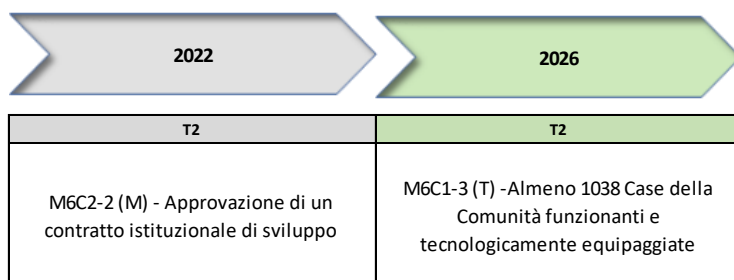 2022
2026
T2
T2
M6C2-2 (M) - Approvazione di un
contratto istituzionale di sviluppo
M6C1-3 (T) -Almeno 1038 Case della
Comunità funzionanti e
tecnologicamente equipaggiate